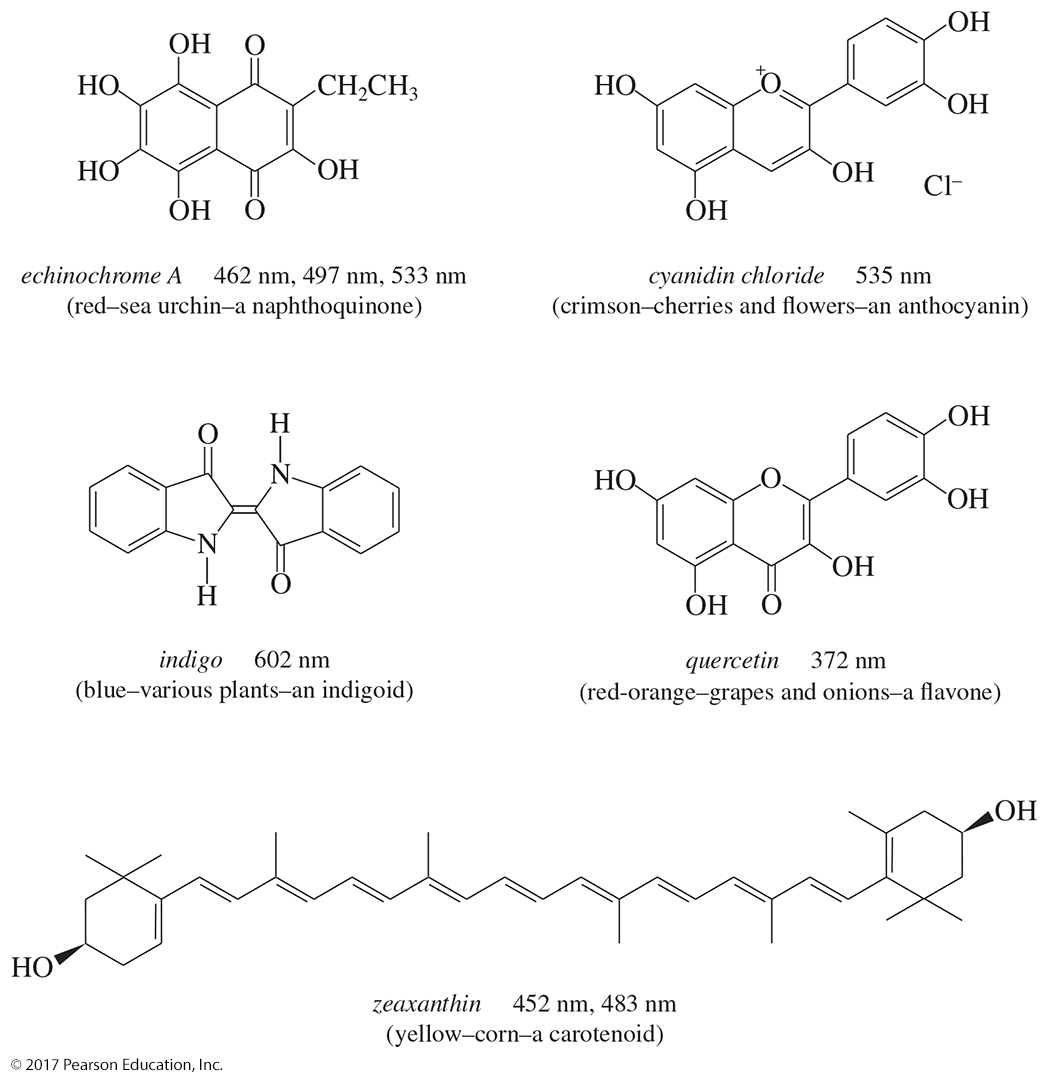 OH O
HO CH₂CH₃
HO OH
OH O
echinochrome A 462 nm, 497 nm, 533 nm
(red–sea urchin–a naphthoquinone)
OH
HO O+ OH
OH
OH Cl–
cyanidin chloride 535 nm
(crimson–cherries and flowers–an anthocyanin)
H
O N
N O
H
indigo 602 nm
(blue–various plants–an indigoid)
OH
HO O OH
OH
OH O
quercetin 372 nm
(red-orange–grapes and onions–a flavone)
OH
HO
zeaxanthin 452 nm, 483 nm
(yellow–corn–a carotenoid)
© 2017 Pearson Education, Inc.